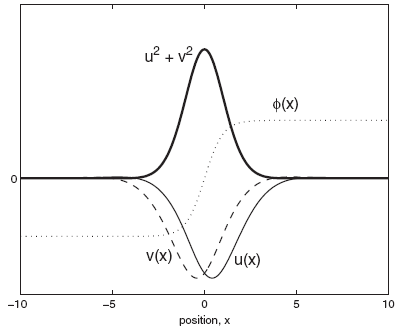 u² + v²
ϕ(x)
0
v(x)
u(x)
−10
−5
0
5
10
position, x